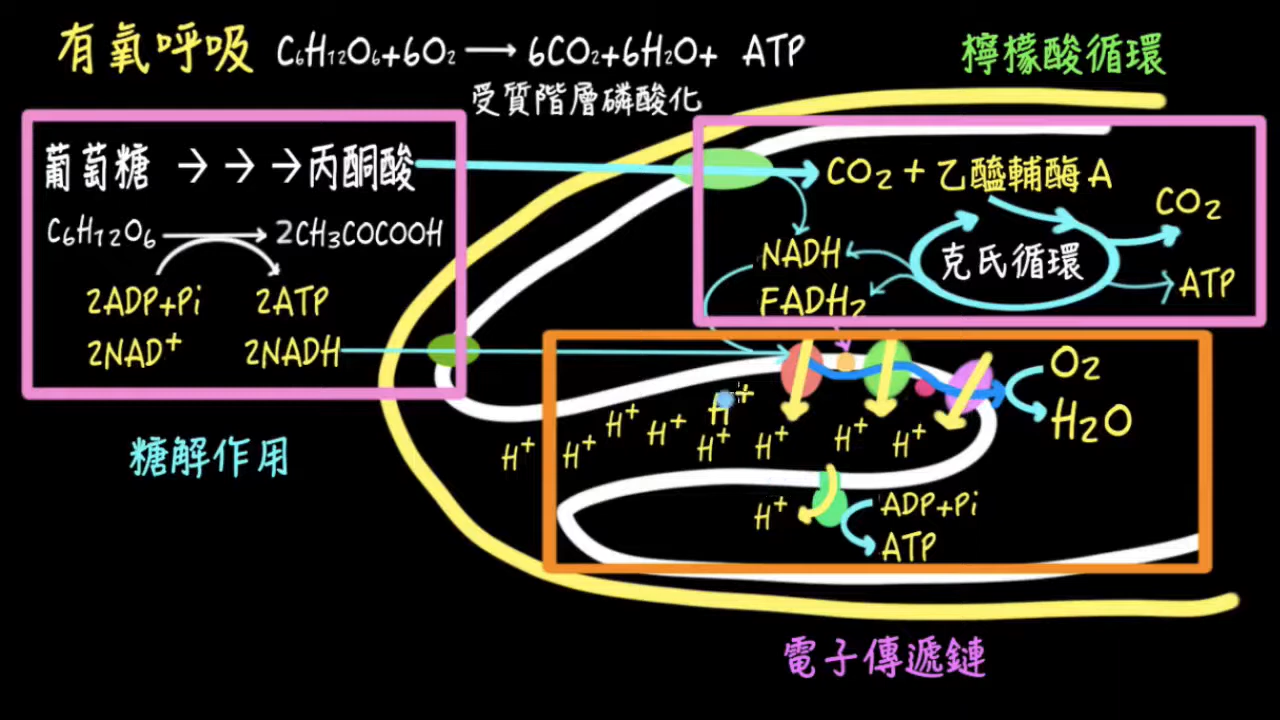 有氧呼吸 C6H12O6+6O2→6CO2+6H2O+ ATP
受質階層磷酸化
檸檬酸循環
葡萄糖 →→→丙酮酸
C6H12O6→2CH3COCOOH
2ADP+Pi 2ATP
2NAD+ 2NADH
糖解作用
CO2+乙醯輔酶A
CO2
NADH
克氏循環
FADH2
ATP
O2
H2O
H+
H+ H+
H+ H+ H+ H+ H+ H+
H+
ADP+Pi
ATP
電子傳遞鏈